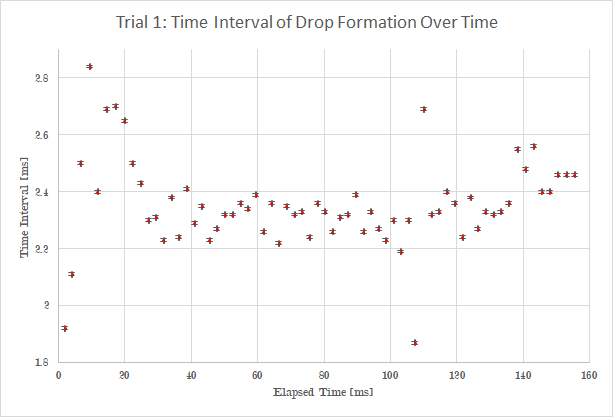 Trial 1: Time Interval of Drop Formation Over Time
2.8
2.6
2.4
2.2
2
1.8
0 20 40 60 80 100 120 140 160
Time Interval [ms]
Elapsed Time [ms]